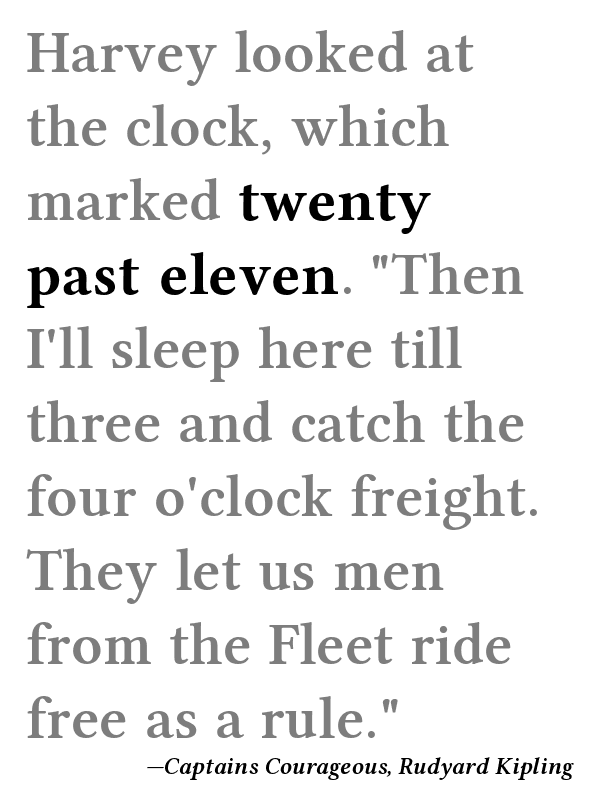 Harvey looked at
the clock, which
marked twenty
past eleven. "Then
I'll sleep here till
three and catch the
four o'clock freight.
They let us men
from the Fleet ride
free as a rule."
—Captains Courageous, Rudyard Kipling